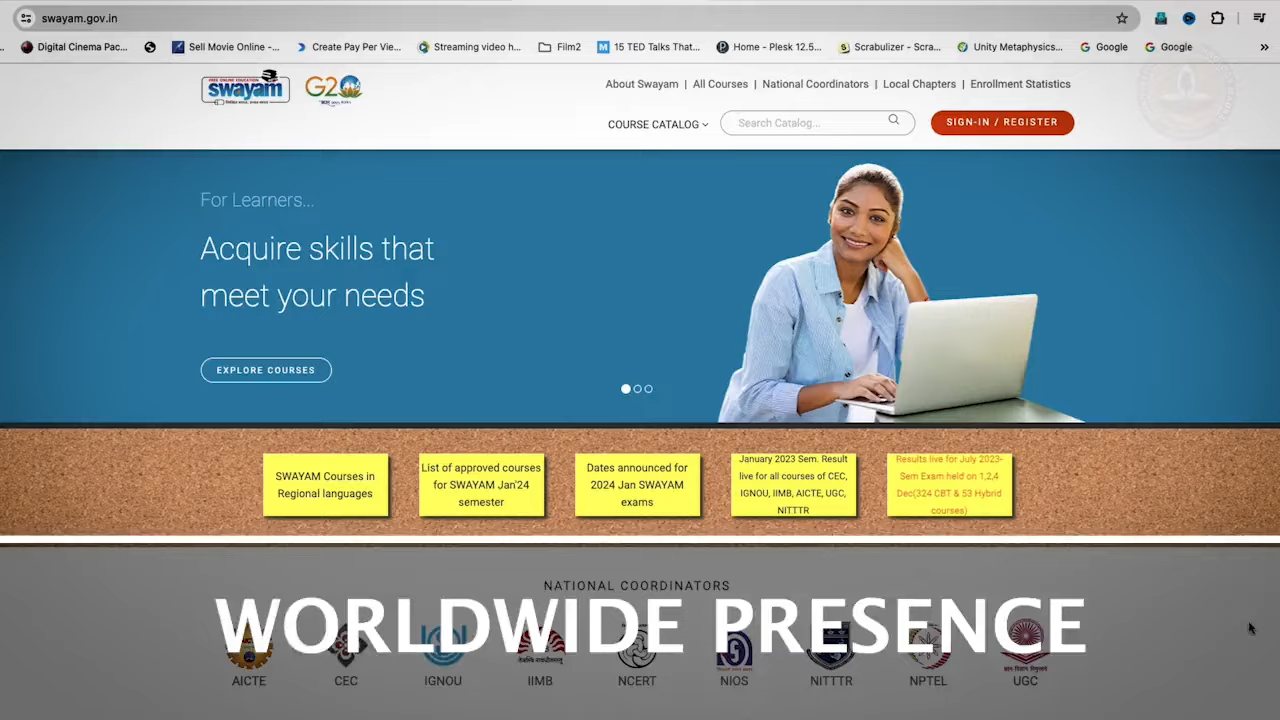 swayam.gov.in
Digital Cinema Pac... Sell Movie Online -... Create Pay Per Vie... Streaming video h... Film2 15 TED Talks That... Home - Plesk 12.5... Scrabulizer - Scra... Unity Metaphysics... Google Google
FREE ONLINE EDUCATION
swayam
G20
About Swayam | All Courses | National Coordinators | Local Chapters | Enrollment Statistics
COURSE CATALOG
Search Catalog...
SIGN-IN / REGISTER
For Learners...
Acquire skills that
meet your needs
EXPLORE COURSES
SWAYAM Courses in
Regional languages
List of approved courses
for SWAYAM Jan'24
semester
Dates announced for
2024 Jan SWAYAM
exams
January 2023 Sem. Result
live for all courses of CEC,
IGNOU, IIMB, AICTE, UGC,
NITTTR
Results live for July 2023-
Sem Exam held on 1,2,4
Dec(324 CBT & 53 Hybrid
courses)
NATIONAL COORDINATORS
WORLDWIDE PRESENCE
AICTE CEC IGNOU IIMB NCERT NIOS NITTTR NPTEL UGC